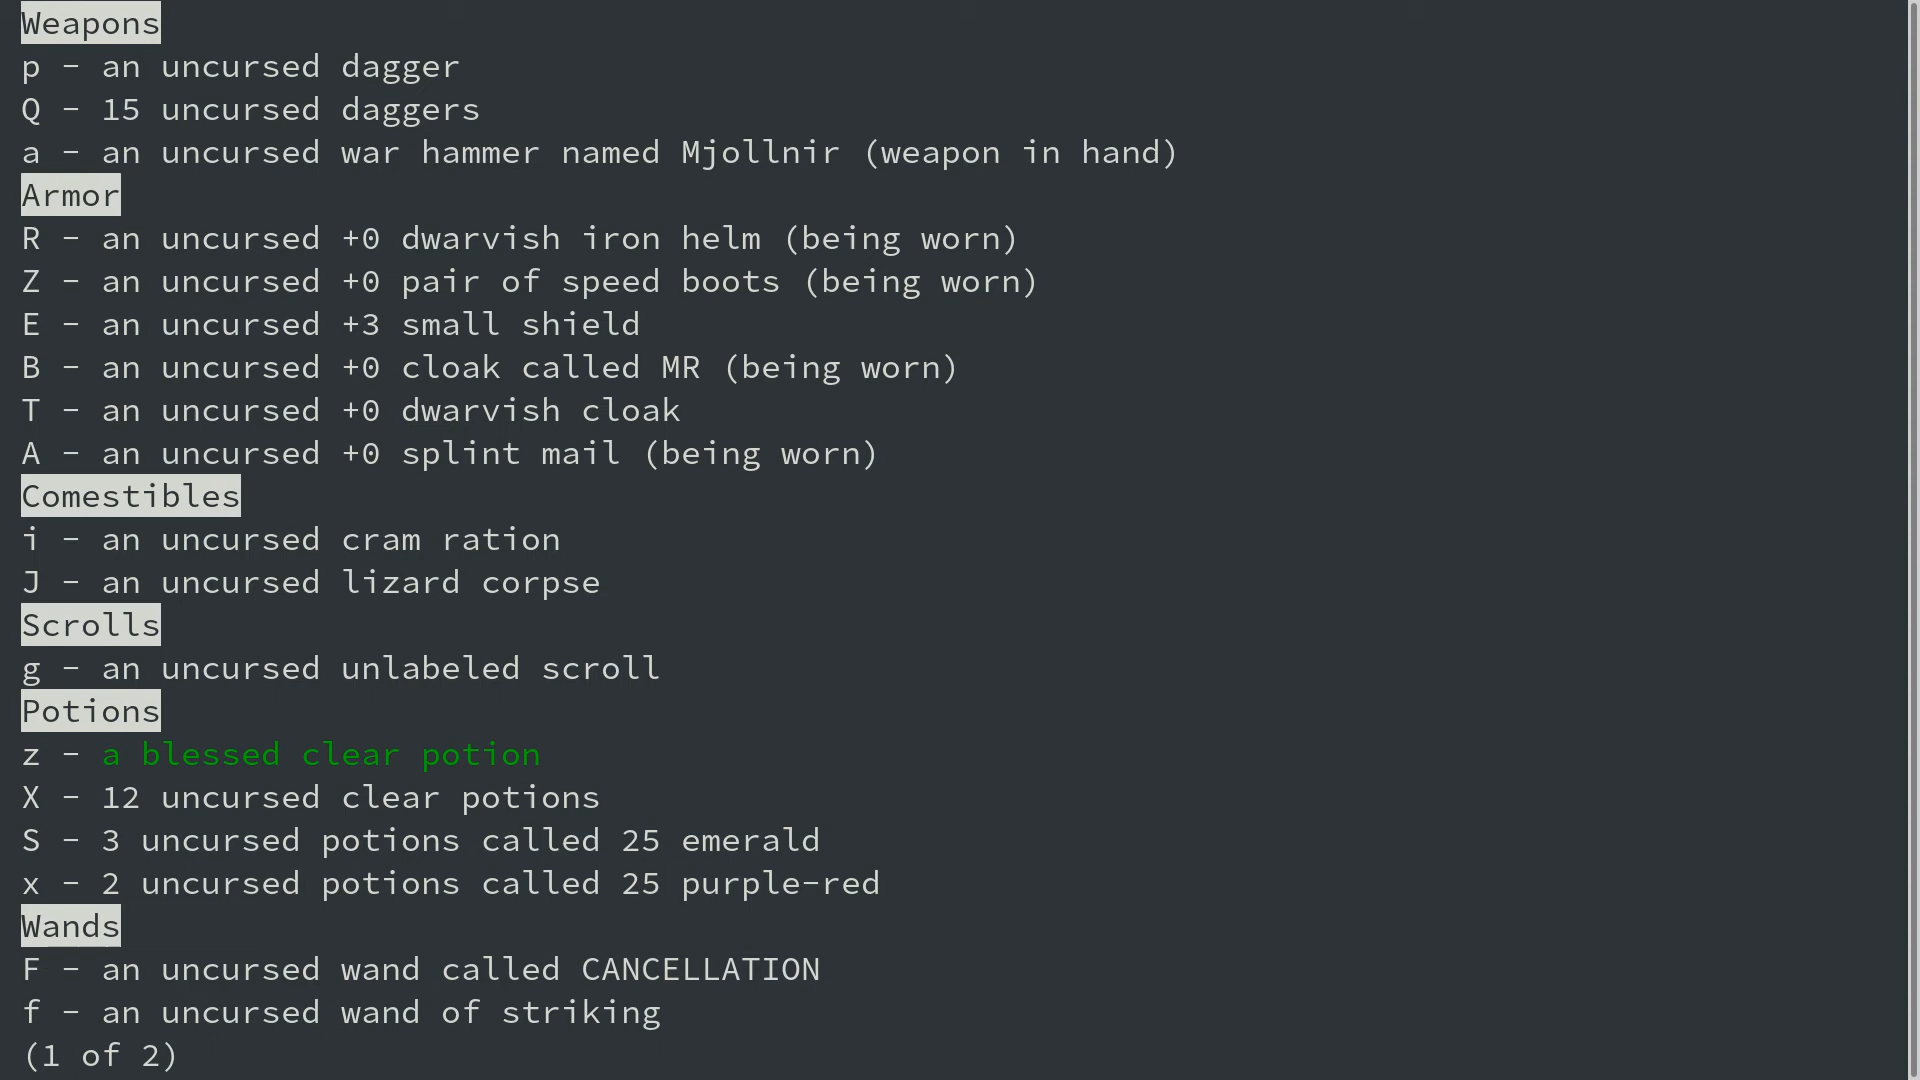 Weapons
p - an uncursed dagger
Q - 15 uncursed daggers
a - an uncursed war hammer named Mjollnir (weapon in hand)
Armor
R - an uncursed +0 dwarvish iron helm (being worn)
Z - an uncursed +0 pair of speed boots (being worn)
E - an uncursed +3 small shield
B - an uncursed +0 cloak called MR (being worn)
T - an uncursed +0 dwarvish cloak
A - an uncursed +0 splint mail (being worn)
Comestibles
i - an uncursed cram ration
J - an uncursed lizard corpse
Scrolls
g - an uncursed unlabeled scroll
Potions
z - a blessed clear potion
X - 12 uncursed clear potions
S - 3 uncursed potions called 25 emerald
x - 2 uncursed potions called 25 purple-red
Wands
F - an uncursed wand called CANCELLATION
f - an uncursed wand of striking
(1 of 2)